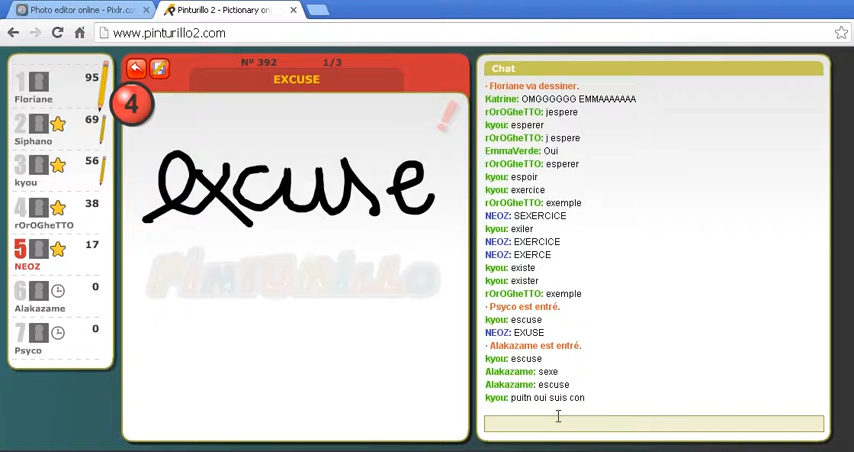 Photo editor online - Pixlr.co
Pinturillo 2 - Pictionary on
www.pinturillo2.com
1
95
Floriane
2
69
Siphano
3
56
kyou
4
38
rOrOGheTTO
5
17
NEOZ
6
0
Alakazame
7
0
Psyco
4
Nº 392 1/3
EXCUSE
!
excuse
PiNTURiLLO
Chat
· Floriane va dessiner.
Katrine: OMGGGGGG EMMAAAAAAA
rOrOGheTTO: jespere
kyou: esperer
rOrOGheTTO: j espere
EmmaVerde: Oui
rOrOGheTTO: esperer
kyou: espoir
kyou: exercice
rOrOGheTTO: exemple
NEOZ: SEXERCICE
kyou: exiler
NEOZ: EXERCICE
NEOZ: EXERCE
kyou: existe
kyou: exister
rOrOGheTTO: exemple
· Psyco est entré.
kyou: escuse
NEOZ: EXUSE
· Alakazame est entré.
kyou: escuse
Alakazame: sexe
Alakazame: escuse
kyou: puitn oui suis con